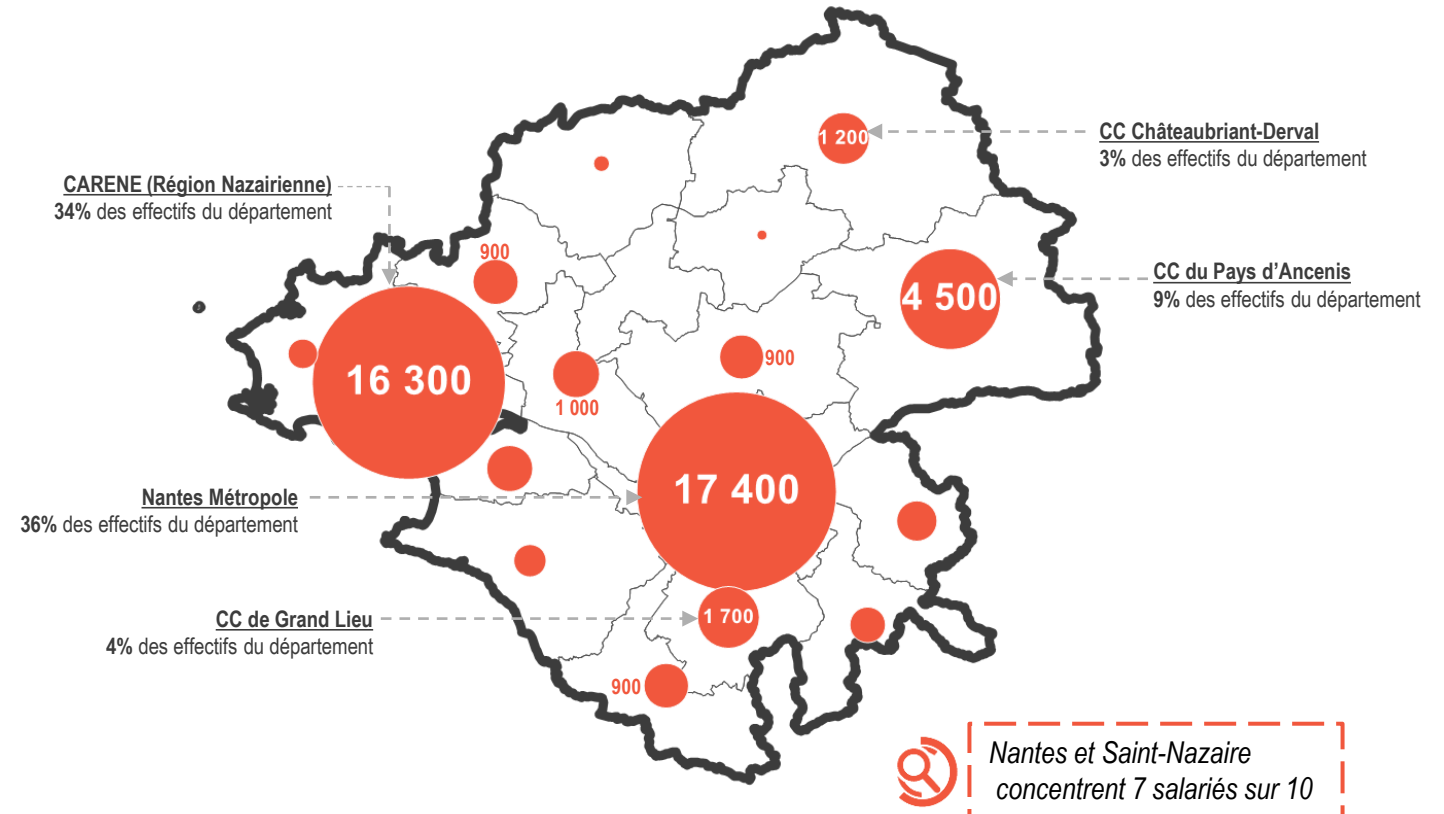 1 200
CC Châteaubriant-Derval
3% des effectifs du département
CARENE (Région Nazairienne)
34% des effectifs du département
900
4 500
CC du Pays d’Ancenis
9% des effectifs du département
16 300
900
1 000
17 400
Nantes Métropole
36% des effectifs du département
CC de Grand Lieu
4% des effectifs du département
1 700
900
Nantes et Saint-Nazaire
concentrent 7 salariés sur 10